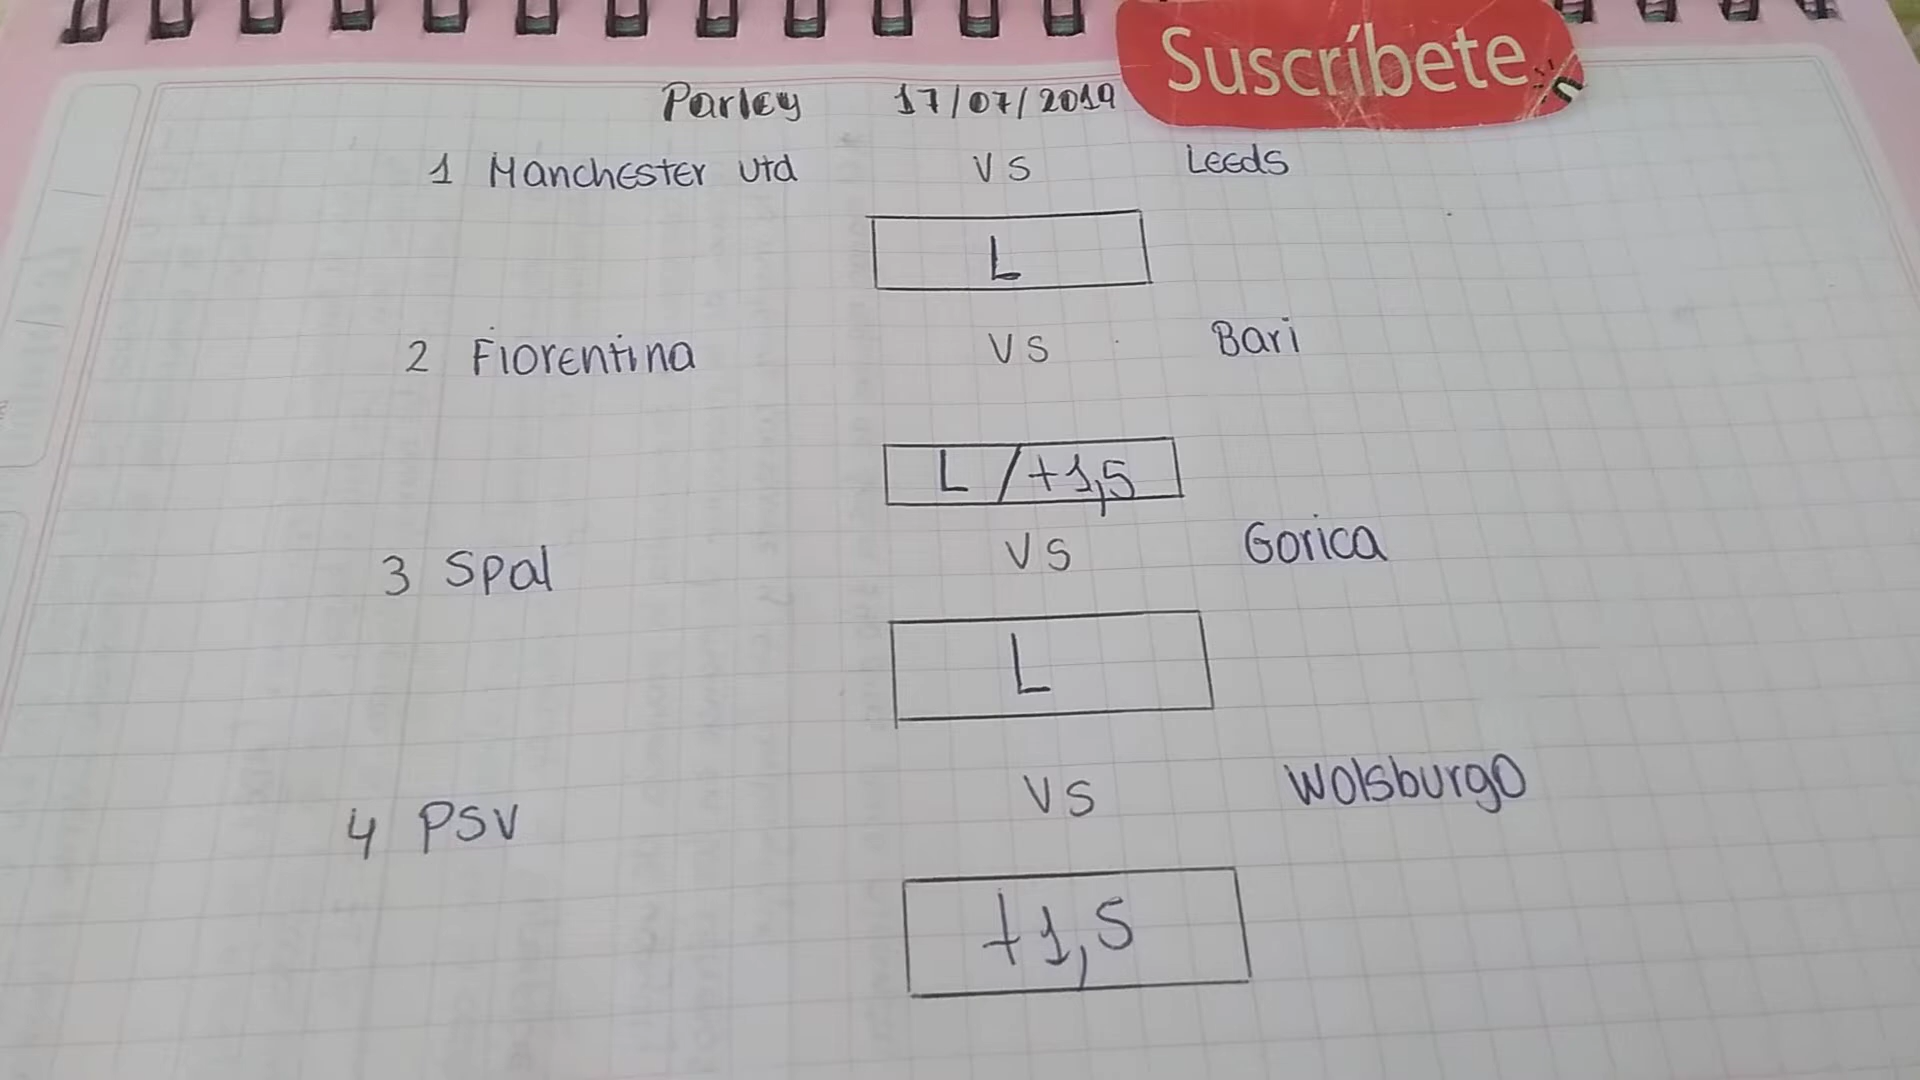 Suscríbete
Parley 17/07/2019
1 Manchester Utd VS Leeds
L
2 Fiorentina VS Bari
L /+1,5
3 Spal VS Gorica
L
4 PSV VS Wolsburgo
+1,5